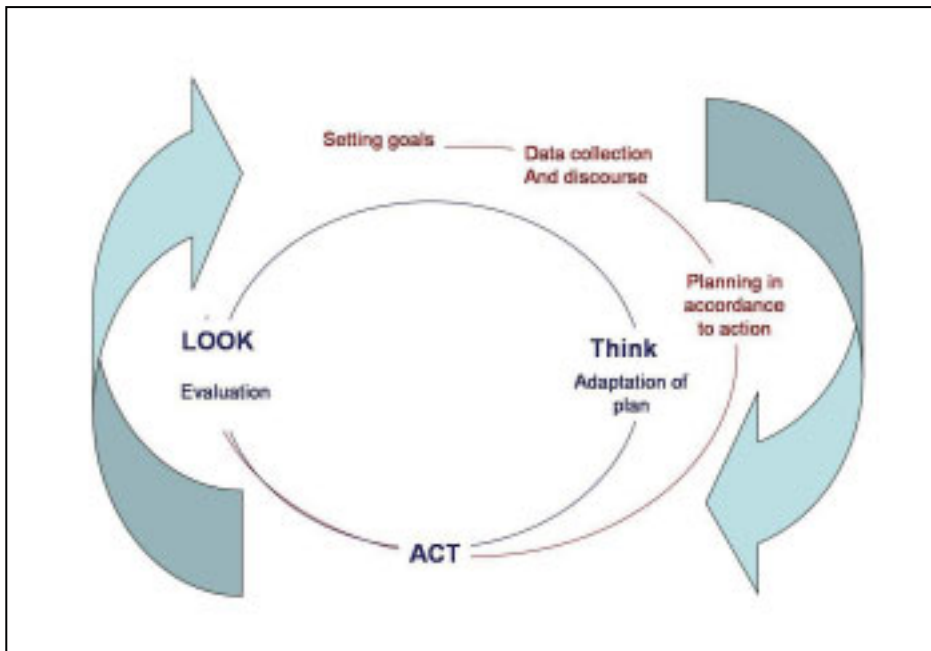 Setting goals
Data collection
And discourse
Planning in
accordance
to action
LOOK
Evaluation
Think
Adaptation of
plan
ACT